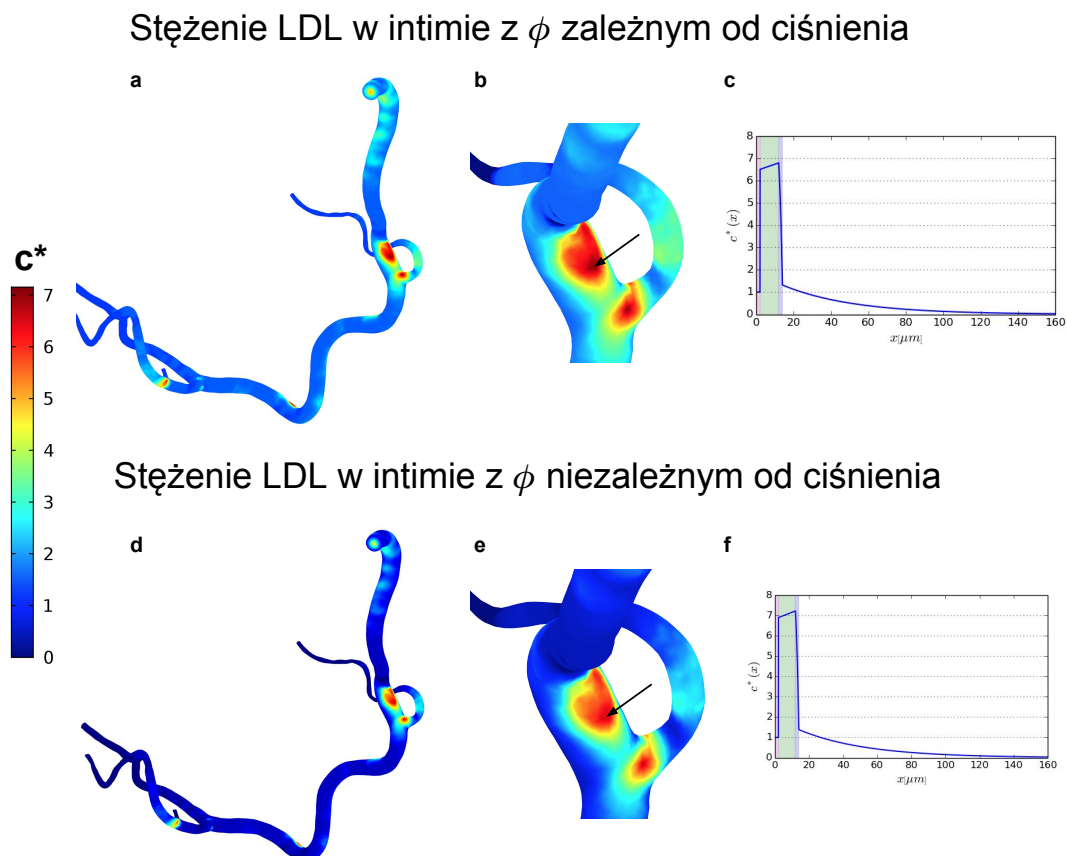 Stężenie LDL w intimie z ϕ zależnym od ciśnienia
a
b
c
c*
7
6
5
4
3
2
1
0
8
7
6
5
4
3
2
1
0
c* (x)
0 20 40 60 80 100 120 140 160
x[μm]
Stężenie LDL w intimie z ϕ niezależnym od ciśnienia
d
e
f
8
7
6
5
4
3
2
1
0
c* (x)
0 20 40 60 80 100 120 140 160
x[μm]